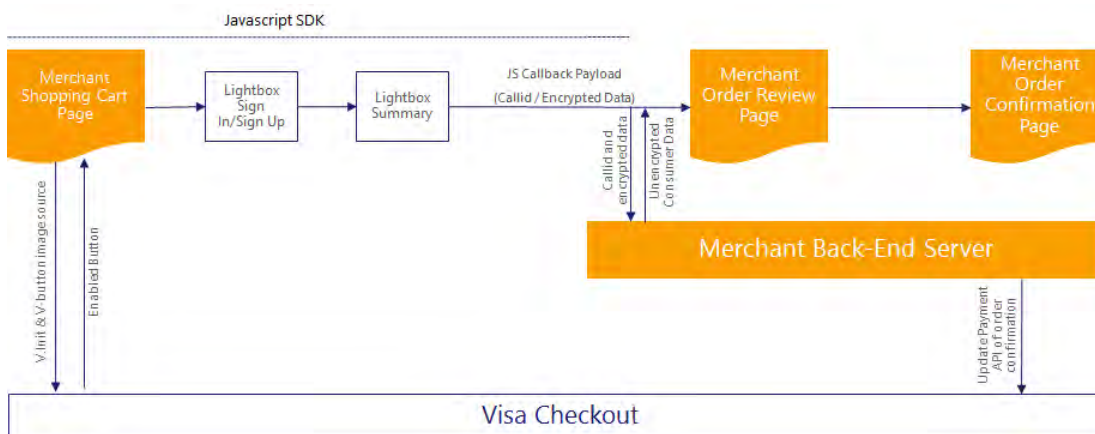 Javascript SDK
Merchant
Shopping Cart
Page
Lightbox
Sign
In/Sign Up
Lightbox
Summary
JS Callback Payload
(Callid / Encrypted Data)
Merchant
Order Review
Page
Merchant
Order
Confirmation
Page
Callid and
encrypted data
Unencrypted
Consumer Data
Merchant Back-End Server
V.Init & V-button image source
Enabled Button
Update Payment
API of order
confirmation
Visa Checkout